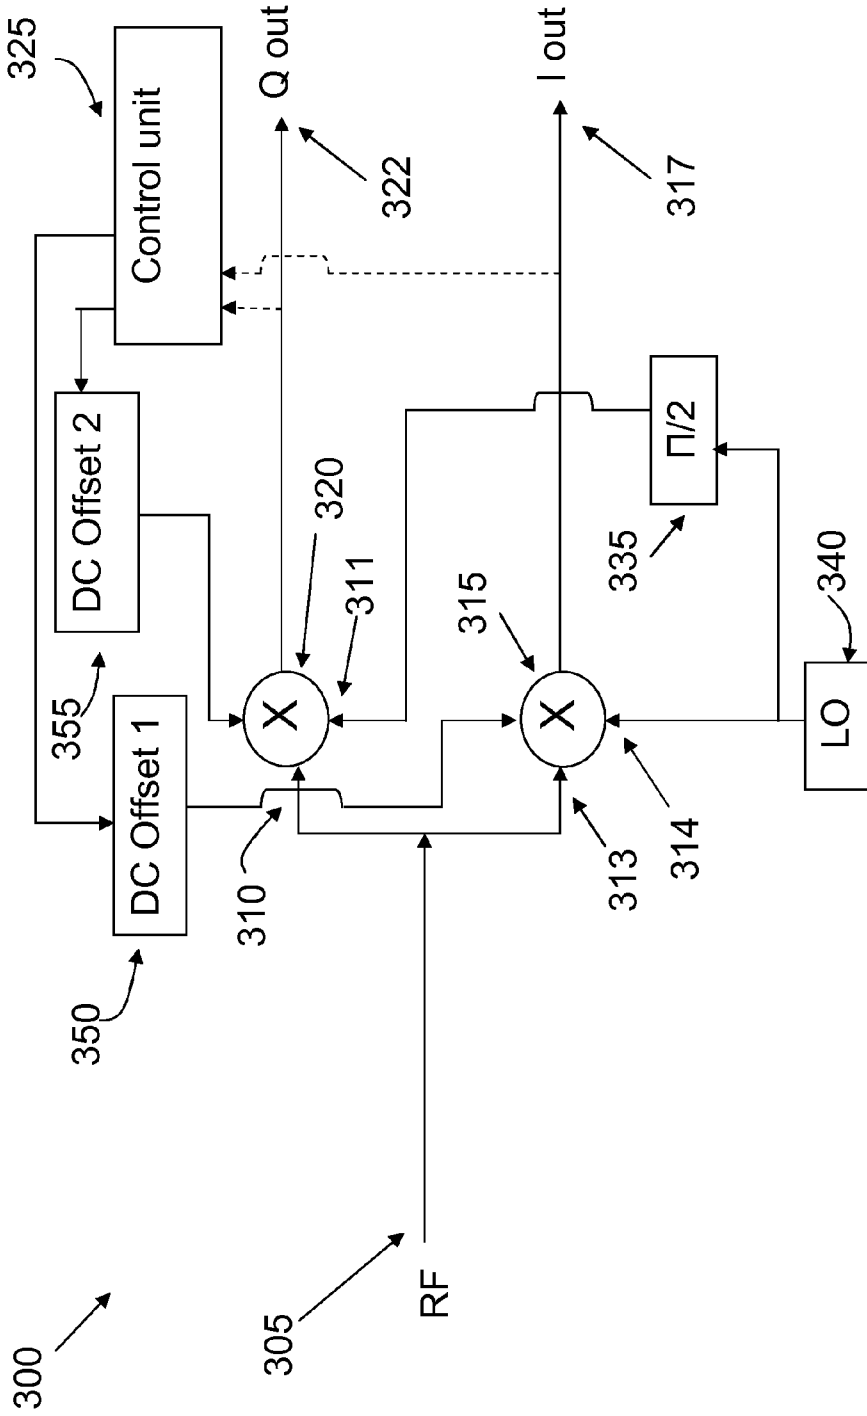 300
305
RF
350
DC Offset 1
355
DC Offset 2
325
Control unit
310
X
320
311
Q out
322
313
X
315
314
I out
317
Π/2
335
LO
340